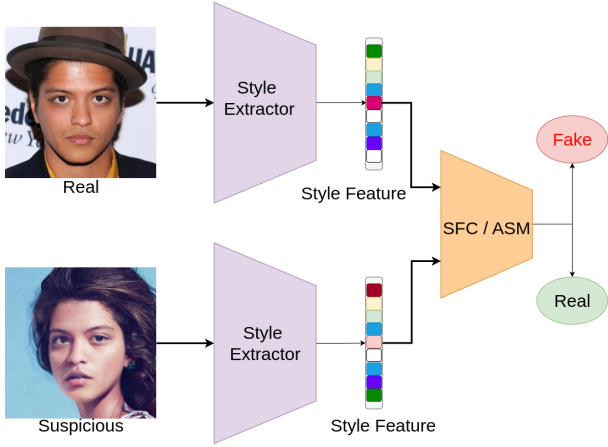 Real
Style
Extractor
Style Feature
SFC / ASM
Fake
Real
Suspicious
Style
Extractor
Style Feature